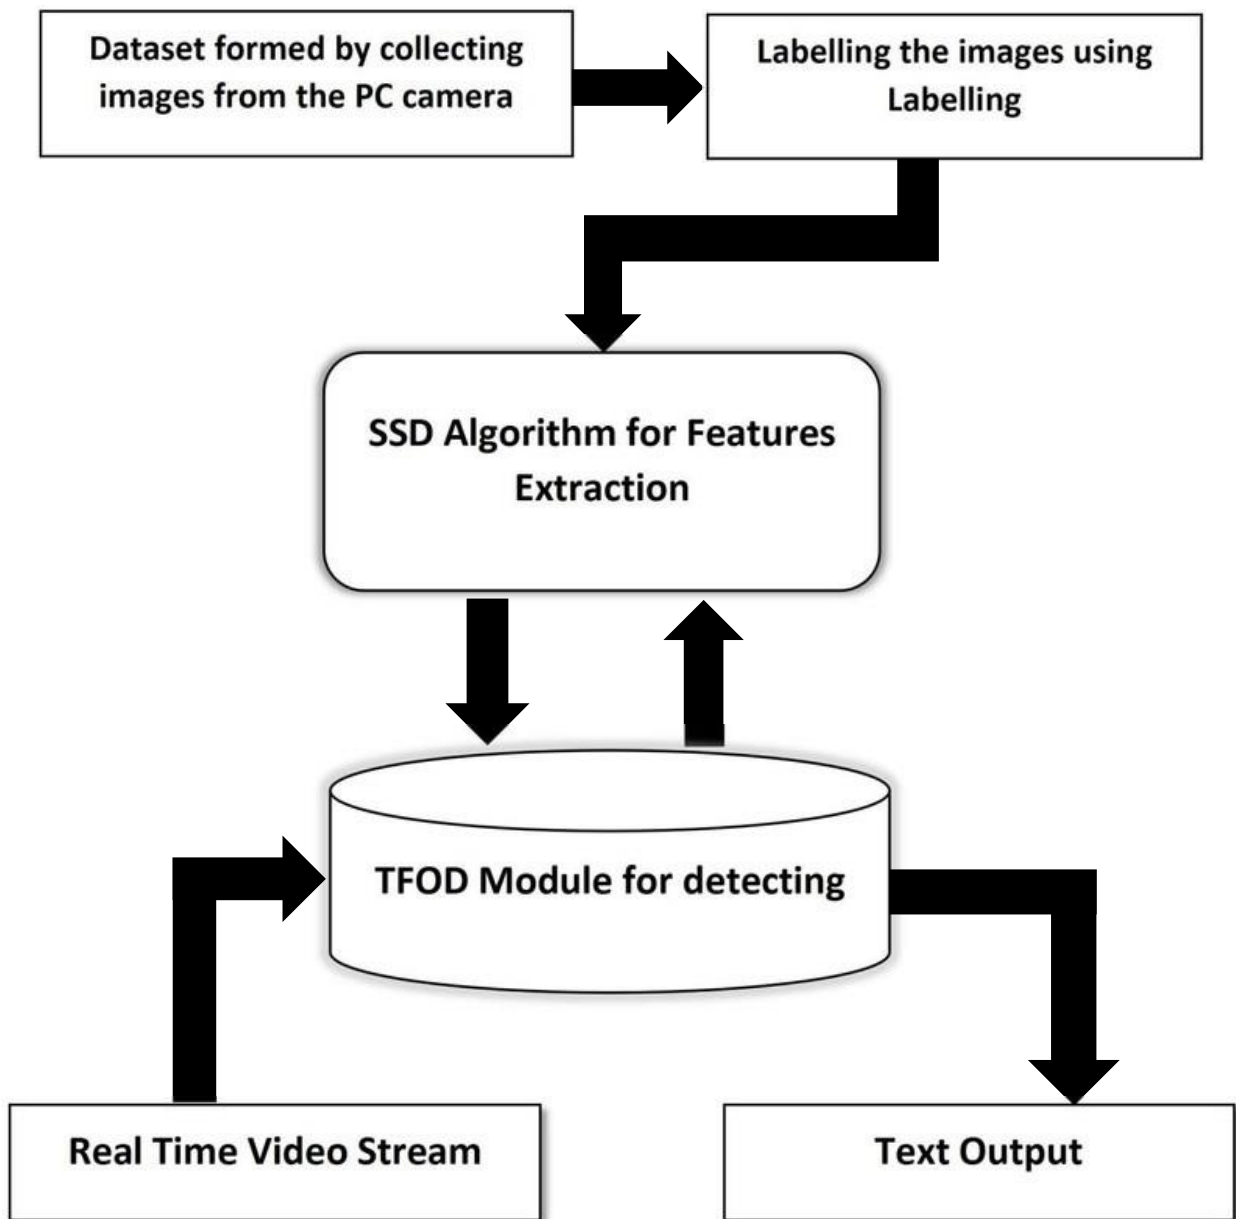 Dataset formed by collecting
images from the PC camera
Labelling the images using
Labelling
SSD Algorithm for Features
Extraction
TFOD Module for detecting
Real Time Video Stream
Text Output